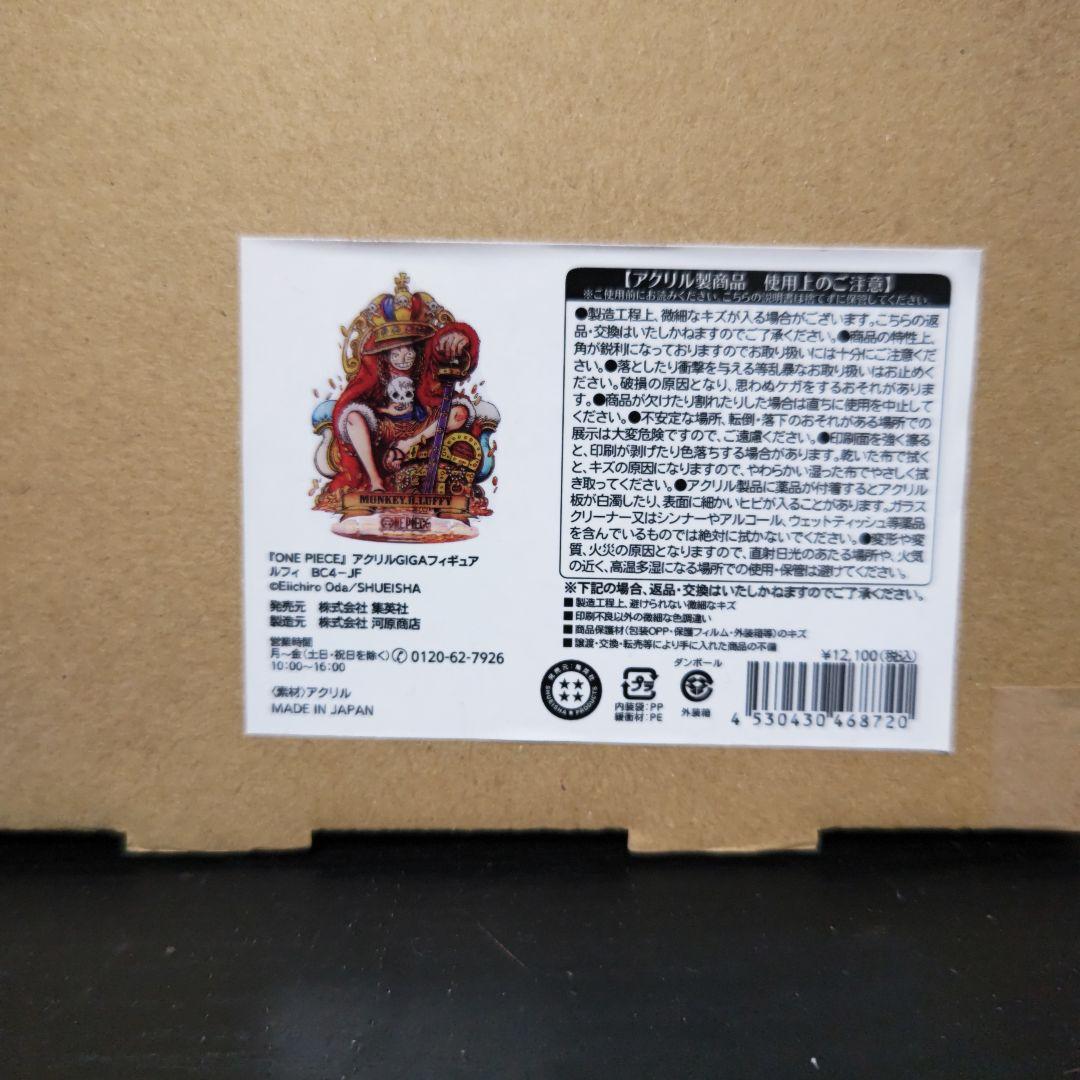 MONKEY.D.LUFFY
ONE PIECE
『ONE PIECE』アクリルGIGAフィギュア
ルフィ BC4-JF
©Eiichiro Oda/SHUEISHA
発売元 株式会社 集英社
製造元 株式会社 河原商店
営業時間
月〜金(土日・祝日を除く) 0120-62-7926
10:00〜16:00
〈素材〉アクリル
MADE IN JAPAN
【アクリル製商品 使用上のご注意】
※ご使用前にお読みください。こちらの説明書は捨てずに保管してください。
●製造工程上、微細なキズが入る場合がございます。こちらの返
品・交換はいたしかねますのでご了承ください。●商品の特性上、
角が鋭利になっておりますのでお取り扱いには十分にご注意くだ
さい。●落としたり衝撃を与える等乱暴なお取り扱いはお止めく
ださい。破損の原因となり、思わぬケガをするおそれがありま
す。●商品が欠けたり割れたりした場合は直ちに使用を中止して
ください。●不安定な場所、転倒・落下のおそれがある場所での
展示は大変危険ですので、ご遠慮ください。●印刷面を強く擦る
と、印刷が剥げたり色落ちする場合があります。乾いた布で拭く
と、キズの原因になりますので、やわらかい湿った布でやさしく拭
き取ってください。●アクリル製品に薬品が付着するとアクリル
板が白濁したり、表面に細かいヒビが入ることがあります。ガラス
クリーナー又はシンナーやアルコール、ウェットティッシュ等薬品
を含んでいるものでは絶対に拭かないでください。●変形や変
質、火災の原因となりますので、直射日光のあたる場所や、火気
の近く、高温多湿になる場所での使用・保管は避けてください。
※下記の場合、返品・交換はいたしかねますのでご了承ください。
■製造工程上、避けられない微細なキズ
■印刷不良以外の微細な色調違い
■商品保護材(包装OPP・保護フィルム・外装箱等)のキズ
■譲渡・交換・転売等により手に入れた商品の不備
¥12,100(税込)
発売元:集英社
SHUEISHA PRODUCTS
プラ
内装袋:PP
緩衝材:PE
ダンボール
外装箱
4 530430 468720